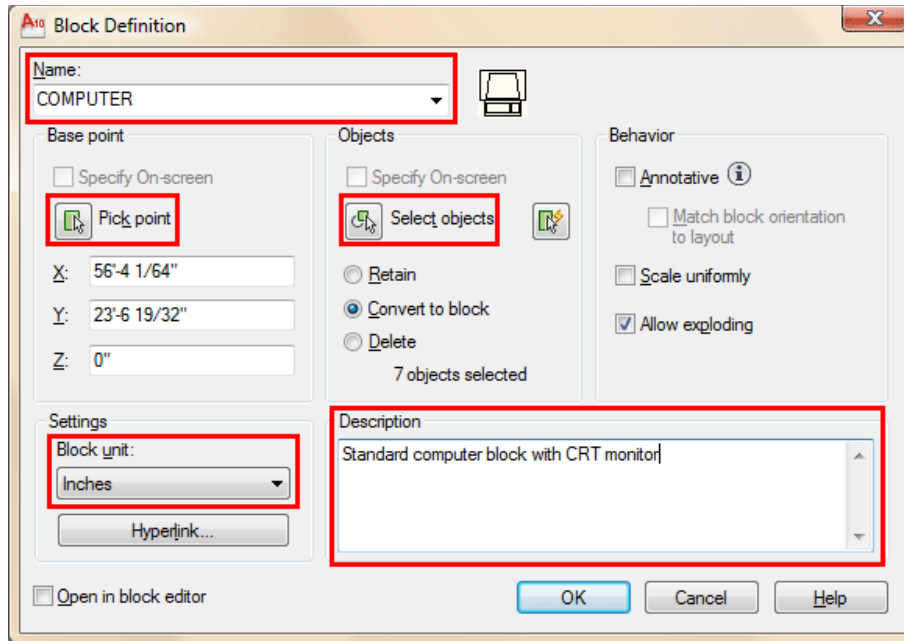 A10 Block Definition
Name:
COMPUTER
Base point
Specify On-screen
Pick point
X: 56'-4 1/64"
Y: 23'-6 19/32"
Z: 0"
Objects
Specify On-screen
Select objects
Retain
Convert to block
Delete
7 objects selected
Behavior
Annotative i
Match block orientation
to layout
Scale uniformly
Allow exploding
Settings
Block unit:
Inches
Hyperlink...
Description
Standard computer block with CRT monitor
Open in block editor
OK Cancel Help